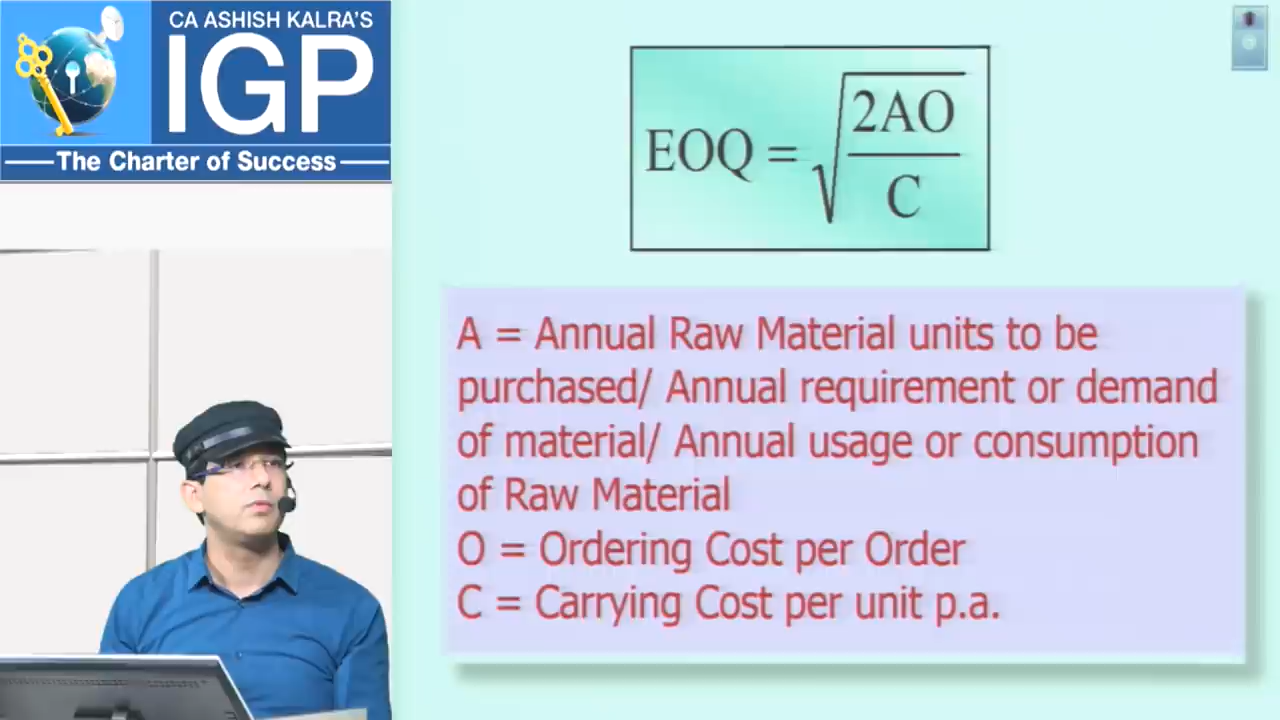 CA ASHISH KALRA'S
IGP
The Charter of Success
EOQ = √(2AO/C)
A = Annual Raw Material units to be
purchased/ Annual requirement or demand
of material/ Annual usage or consumption
of Raw Material
O = Ordering Cost per Order
C = Carrying Cost per unit p.a.